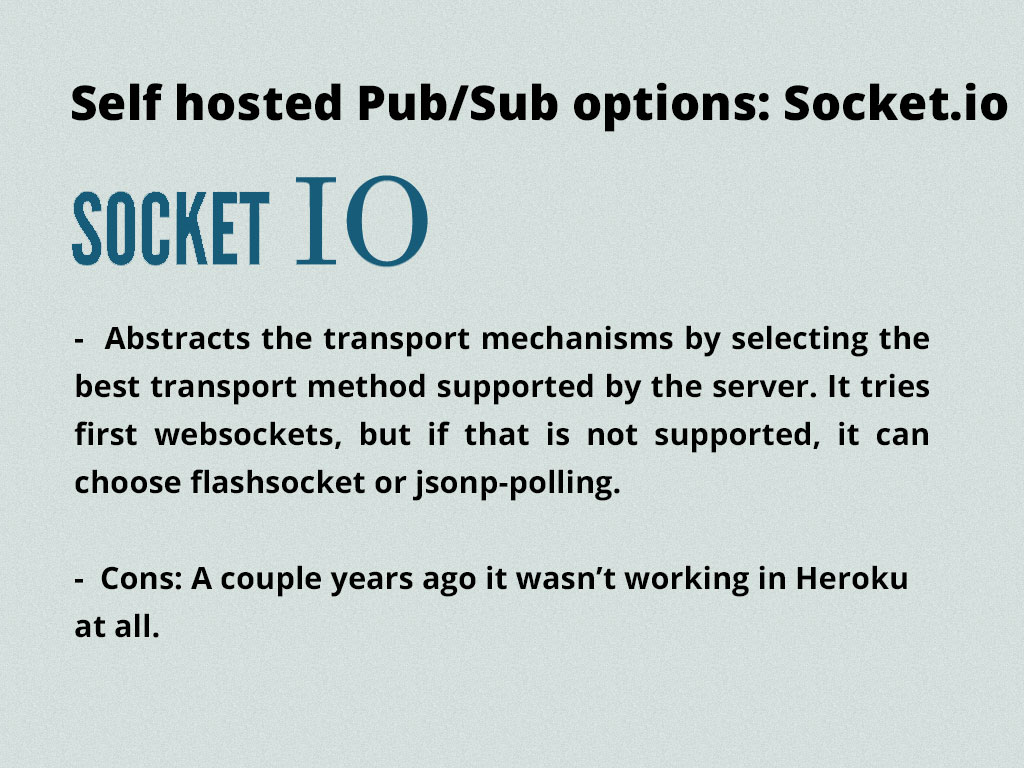 Self hosted Pub/Sub options: Socket.io
SOCKET IO
- Abstracts the transport mechanisms by selecting the
best transport method supported by the server. It tries
first websockets, but if that is not supported, it can
choose flashsocket or jsonp-polling.
- Cons: A couple years ago it wasn’t working in Heroku
at all.